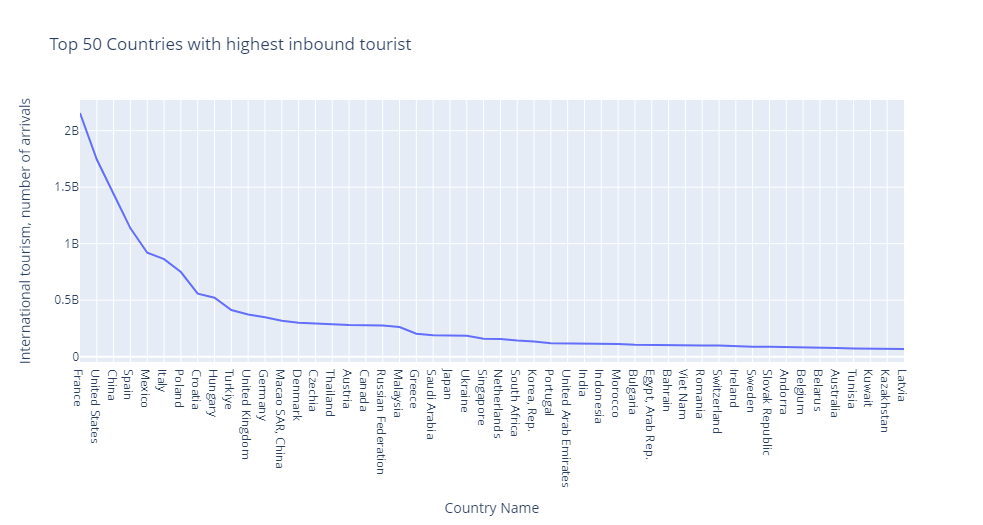 Top 50 Countries with highest inbound tourist
International tourism, number of arrivals
2B
1.5B
1B
0.5B
0
France
United States
China
Spain
Mexico
Italy
Poland
Croatia
Hungary
Turkiye
United Kingdom
Germany
Macao SAR, China
Denmark
Czechia
Thailand
Austria
Canada
Russian Federation
Malaysia
Greece
Saudi Arabia
Japan
Ukraine
Singapore
Netherlands
South Africa
Korea, Rep.
Portugal
United Arab Emirates
India
Indonesia
Morocco
Bulgaria
Egypt, Arab Rep.
Bahrain
Viet Nam
Romania
Switzerland
Ireland
Sweden
Slovak Republic
Andorra
Belgium
Belarus
Australia
Tunisia
Kuwait
Kazakhstan
Latvia
Country Name